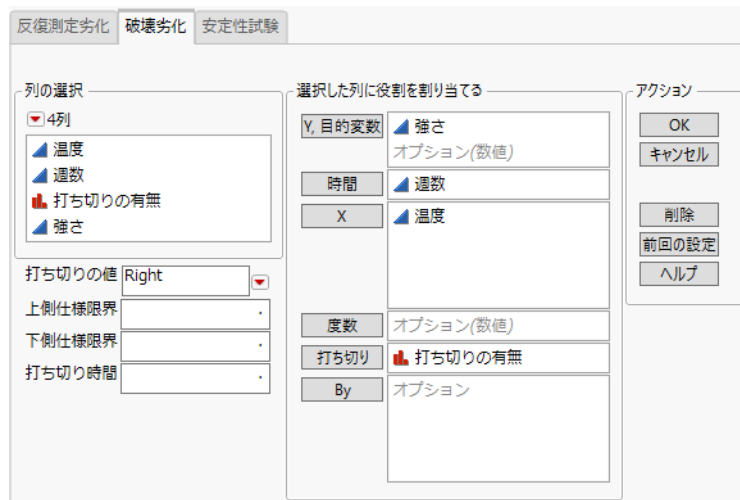 反復測定劣化 破壊劣化 安定性試験
列の選択
4列
温度
週数
打ち切りの有無
強さ
打ち切りの値 Right
上側仕様限界 .
下側仕様限界 .
打ち切り時間 .
選択した列に役割を割り当てる
Y, 目的変数 強さ
オプション(数値)
時間 週数
X 温度
度数 オプション(数値)
打ち切り 打ち切りの有無
By オプション
アクション
OK
キャンセル
削除
前回の設定
ヘルプ